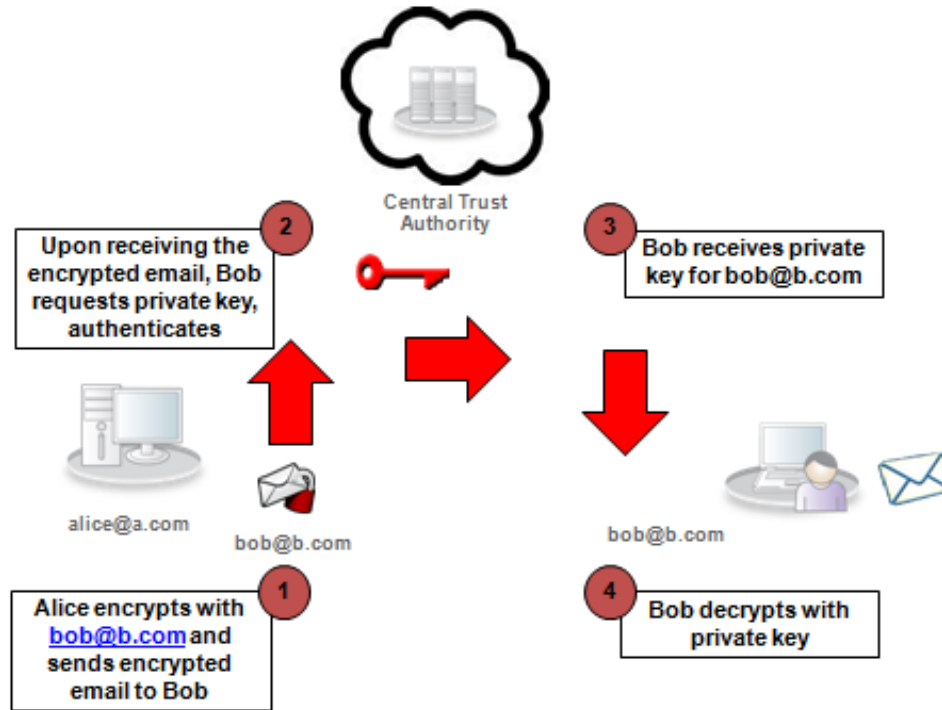 Central Trust
Authority
2
Upon receiving the
encrypted email, Bob
requests private key,
authenticates
3
Bob receives private
key for bob@b.com
alice@a.com
bob@b.com
bob@b.com
1
Alice encrypts with
bob@b.com and
sends encrypted
email to Bob
4
Bob decrypts with
private key